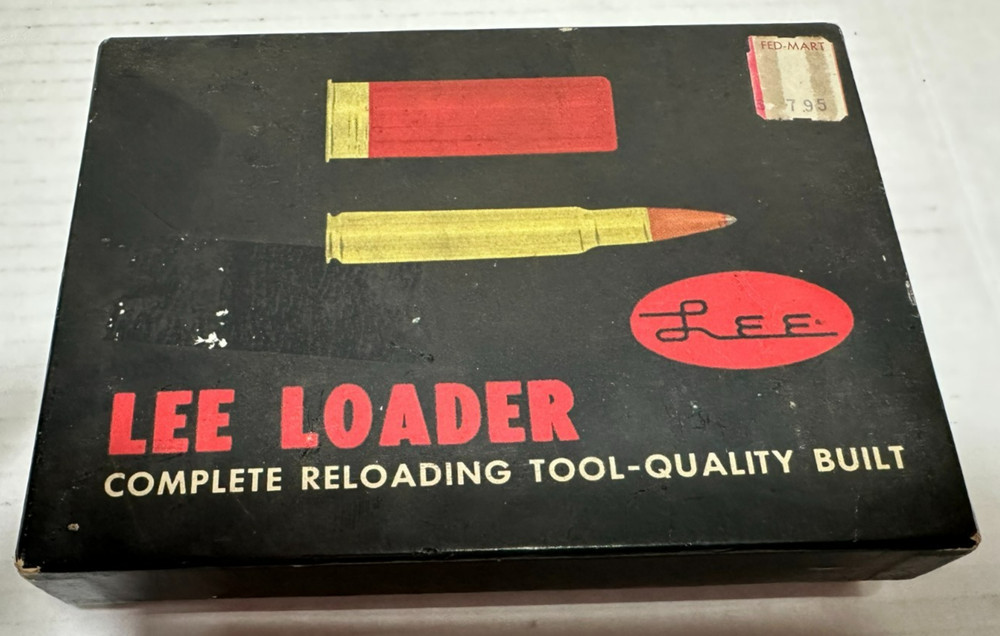 FED-MART
7.95
LEE
LEE LOADER
COMPLETE RELOADING TOOL-QUALITY BUILT